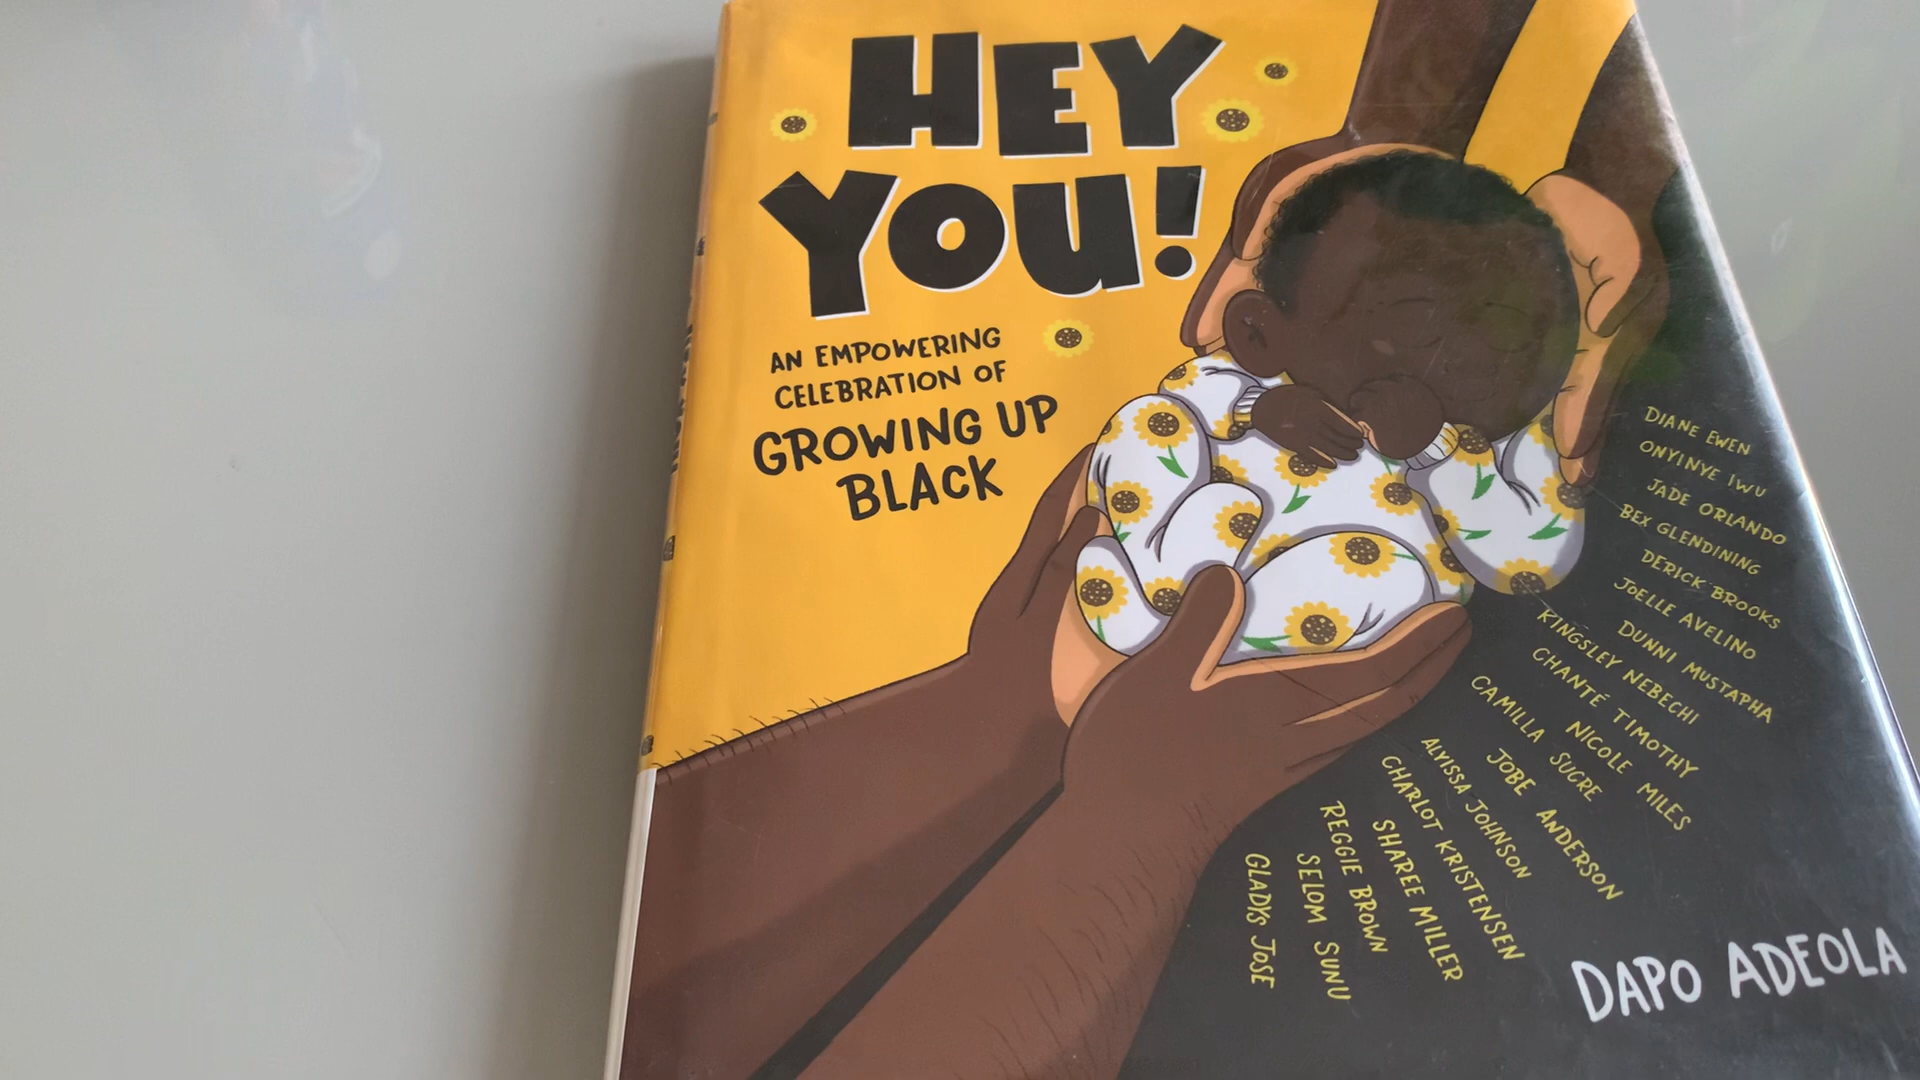 HEY
YOU!
AN EMPOWERING
CELEBRATION OF
GROWING UP
BLACK
DIANE EWEN
ONYINYE IWU
JADE ORLANDO
BEX GLENDINING
DERICK BROOKS
JOELLE AVELINO
DUNNI MUSTAPHA
KINGSLEY NEBECHI
CHANTÉ TIMOTHY
NICOLE MILES
CAMILLA SUCRE
JOBE ANDERSON
ALYISSA JOHNSON
CHARLOT KRISTENSEN
SHAREE MILLER
REGGIE BROWN
SELOM SUNU
GLADYS JOSE
DAPO ADEOLA